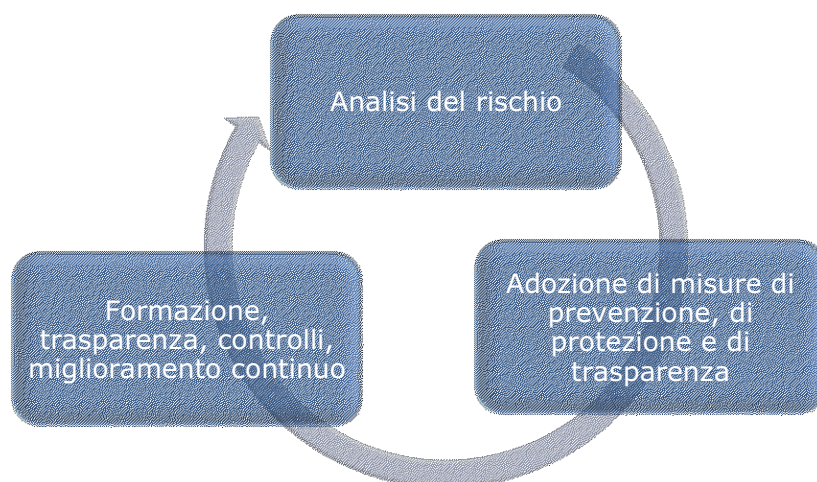 Analisi del rischio
Adozione di misure di
prevenzione, di
protezione e di
trasparenza
Formazione,
trasparenza, controlli,
miglioramento continuo